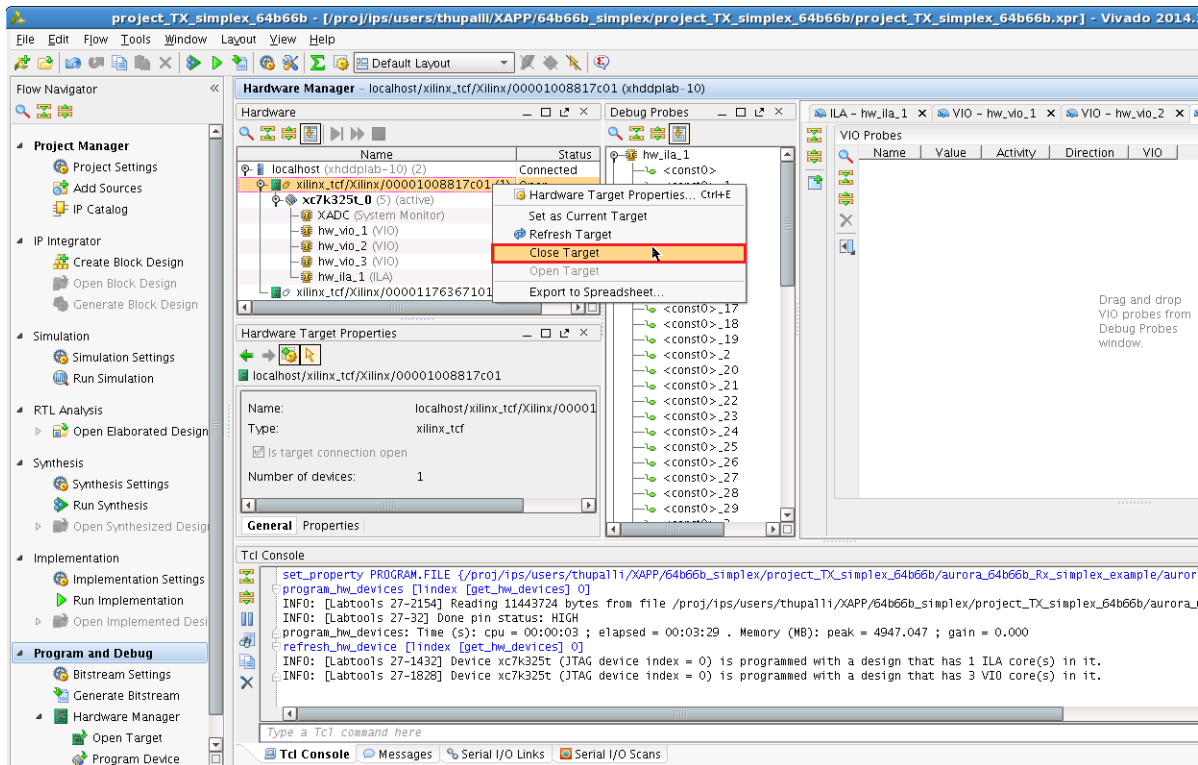 project_TX_simplex_64b66b - [/proj/ips/users/thupalli/XAPP/64b66b_simplex/project_TX_simplex_64b66b/project_TX_simplex_64b66b.xpr] - Vivado 2014.
File Edit Flow Tools Window Layout View Help
Default Layout
Flow Navigator
Project Manager
Project Settings
Add Sources
IP Catalog
IP Integrator
Create Block Design
Open Block Design
Generate Block Design
Simulation
Simulation Settings
Run Simulation
RTL Analysis
Open Elaborated Design
Synthesis
Synthesis Settings
Run Synthesis
Open Synthesized Desig
Implementation
Implementation Settings
Run Implementation
Open Implemented Desi
Program and Debug
Bitstream Settings
Generate Bitstream
Hardware Manager
Open Target
Program Device
Hardware Manager - localhost/xilinx_tcf/Xilinx/00001008817c01 (xhddplab-10)
Hardware
Name Status
localhost (xhddplab-10) (2) Connected
xilinx_tcf/Xilinx/00001008817c01 (1) Open
xc7k325t_0 (5) (active)
XADC (System Monitor)
hw_vio_1 (VIO)
hw_vio_2 (VIO)
hw_vio_3 (VIO)
hw_ila_1 (ILA)
xilinx_tcf/Xilinx/00001176367101
Hardware Target Properties... Ctrl+E
Set as Current Target
Refresh Target
Close Target
Open Target
Export to Spreadsheet...
Hardware Target Properties
localhost/xilinx_tcf/Xilinx/00001008817c01
Name: localhost/xilinx_tcf/Xilinx/00001
Type: xilinx_tcf
Is target connection open
Number of devices: 1
General Properties
Debug Probes
hw_ila_1
<const0>
<const0>_17
<const0>_18
<const0>_19
<const0>_2
<const0>_20
<const0>_21
<const0>_22
<const0>_23
<const0>_24
<const0>_25
<const0>_26
<const0>_27
<const0>_28
<const0>_29
ILA - hw_ila_1 VIO - hw_vio_1 VIO - hw_vio_2
VIO Probes
Name Value Activity Direction VIO
Drag and drop
VIO probes from
Debug Probes
window.
Tcl Console
set_property PROGRAM.FILE {/proj/ips/users/thupalli/XAPP/64b66b_simplex/project_TX_simplex_64b66b/aurora_64b66b_Rx_simplex_example/auror
program_hw_devices [lindex [get_hw_devices] 0]
INFO: [Labtools 27-2154] Reading 11443724 bytes from file /proj/ips/users/thupalli/XAPP/64b66b_simplex/project_TX_simplex_64b66b/aurora_
INFO: [Labtools 27-32] Done pin status: HIGH
program_hw_devices: Time (s): cpu = 00:00:03 ; elapsed = 00:03:29 . Memory (MB): peak = 4947.047 ; gain = 0.000
refresh_hw_device [lindex [get_hw_devices] 0]
INFO: [Labtools 27-1432] Device xc7k325t (JTAG device index = 0) is programmed with a design that has 1 ILA core(s) in it.
INFO: [Labtools 27-1828] Device xc7k325t (JTAG device index = 0) is programmed with a design that has 3 VIO core(s) in it.
Type a Tcl command here
Tcl Console Messages Serial I/O Links Serial I/O Scans